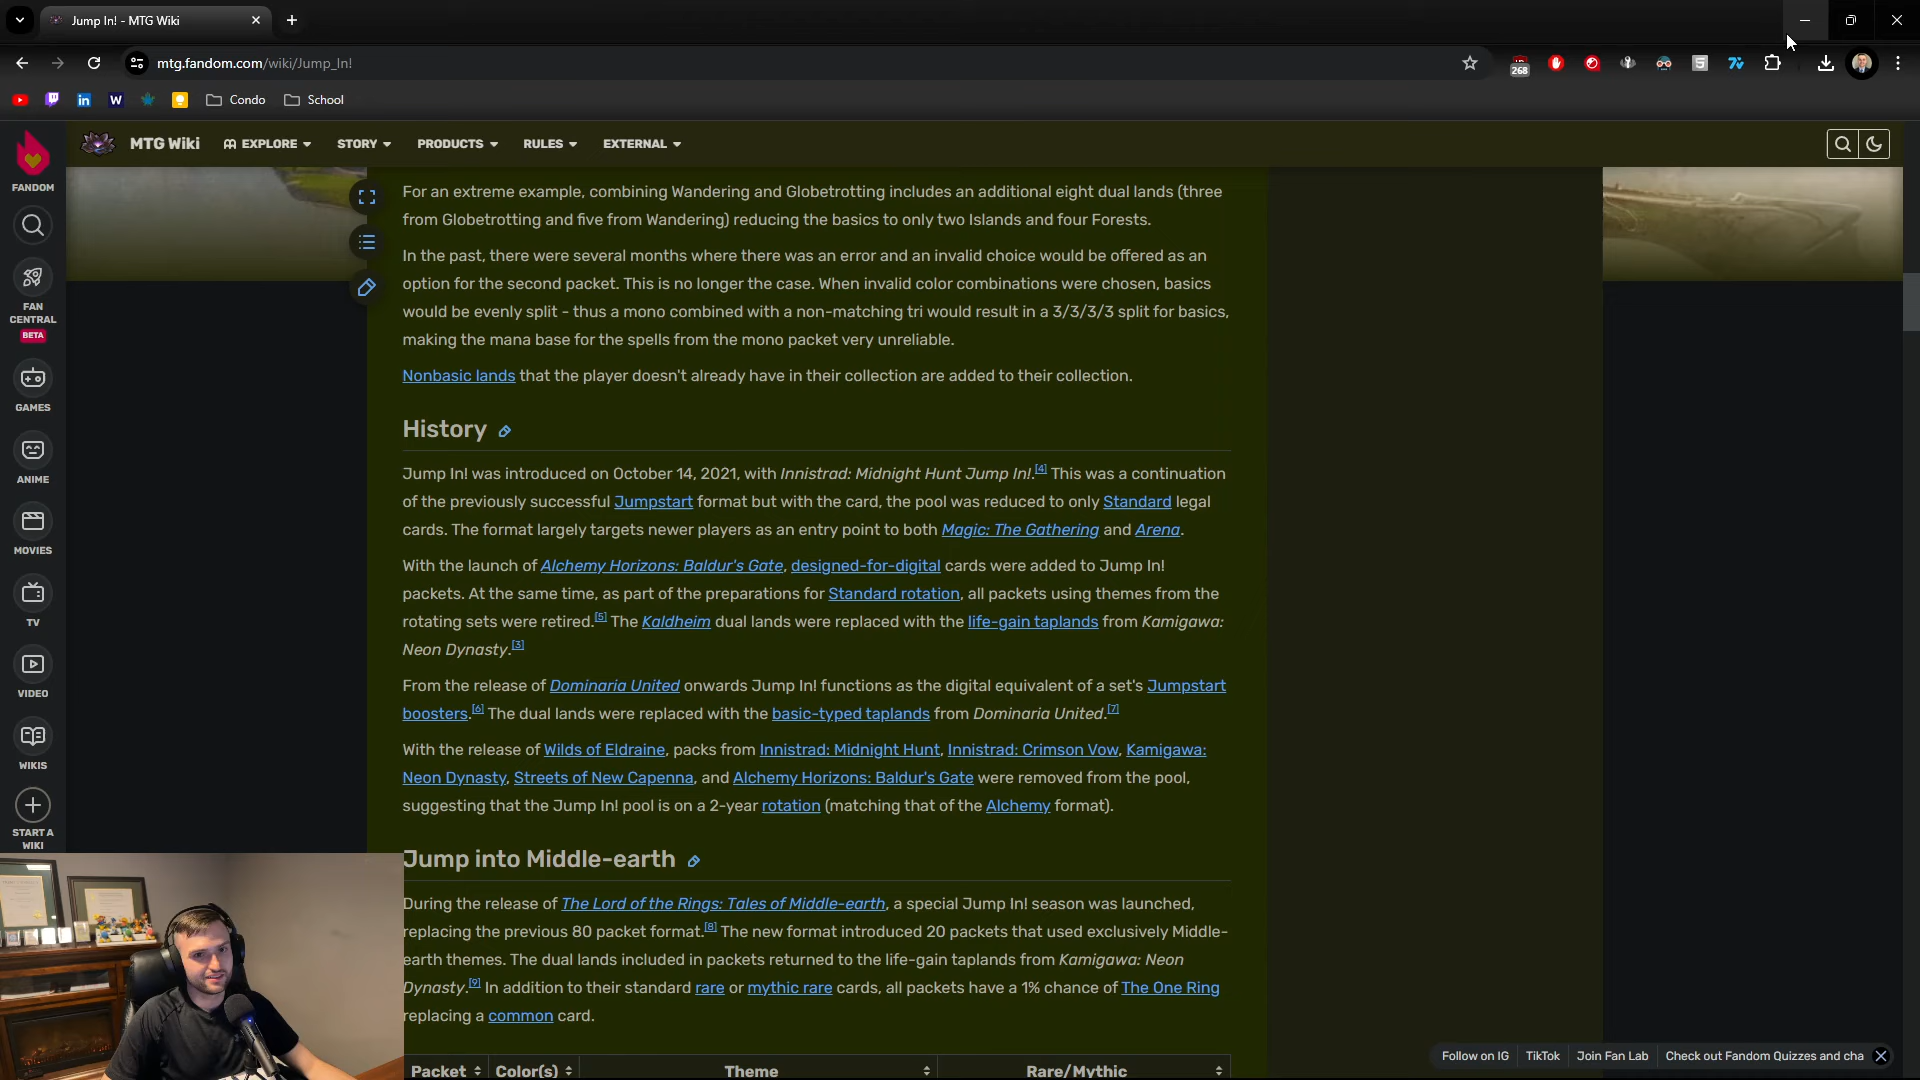 Jump In! - MTG Wiki
mtg.fandom.com/wiki/Jump_In!
268
Condo
School
MTG Wiki
EXPLORE
STORY
PRODUCTS
RULES
EXTERNAL
FANDOM
FAN
CENTRAL
BETA
GAMES
ANIME
MOVIES
TV
VIDEO
WIKIS
START A
WIKI
For an extreme example, combining Wandering and Globetrotting includes an additional eight dual lands (three
from Globetrotting and five from Wandering) reducing the basics to only two Islands and four Forests.
In the past, there were several months where there was an error and an invalid choice would be offered as an
option for the second packet. This is no longer the case. When invalid color combinations were chosen, basics
would be evenly split - thus a mono combined with a non-matching tri would result in a 3/3/3/3 split for basics,
making the mana base for the spells from the mono packet very unreliable.
Nonbasic lands that the player doesn't already have in their collection are added to their collection.
History
Jump In! was introduced on October 14, 2021, with Innistrad: Midnight Hunt Jump In!.[4] This was a continuation
of the previously successful Jumpstart format but with the card, the pool was reduced to only Standard legal
cards. The format largely targets newer players as an entry point to both Magic: The Gathering and Arena.
With the launch of Alchemy Horizons: Baldur's Gate, designed-for-digital cards were added to Jump In!
packets. At the same time, as part of the preparations for Standard rotation, all packets using themes from the
rotating sets were retired.[5] The Kaldheim dual lands were replaced with the life-gain taplands from Kamigawa:
Neon Dynasty.[3]
From the release of Dominaria United onwards Jump In! functions as the digital equivalent of a set's Jumpstart
boosters.[6] The dual lands were replaced with the basic-typed taplands from Dominaria United.[7]
With the release of Wilds of Eldraine, packs from Innistrad: Midnight Hunt, Innistrad: Crimson Vow, Kamigawa:
Neon Dynasty, Streets of New Capenna, and Alchemy Horizons: Baldur's Gate were removed from the pool,
suggesting that the Jump In! pool is on a 2-year rotation (matching that of the Alchemy format).
Jump into Middle-earth
During the release of The Lord of the Rings: Tales of Middle-earth, a special Jump In! season was launched,
replacing the previous 80 packet format.[8] The new format introduced 20 packets that used exclusively Middle-
earth themes. The dual lands included in packets returned to the life-gain taplands from Kamigawa: Neon
Dynasty.[9] In addition to their standard rare or mythic rare cards, all packets have a 1% chance of The One Ring
replacing a common card.
Packet Color(s) Theme Rare/Mythic
Follow on IG TikTok Join Fan Lab Check out Fandom Quizzes and cha